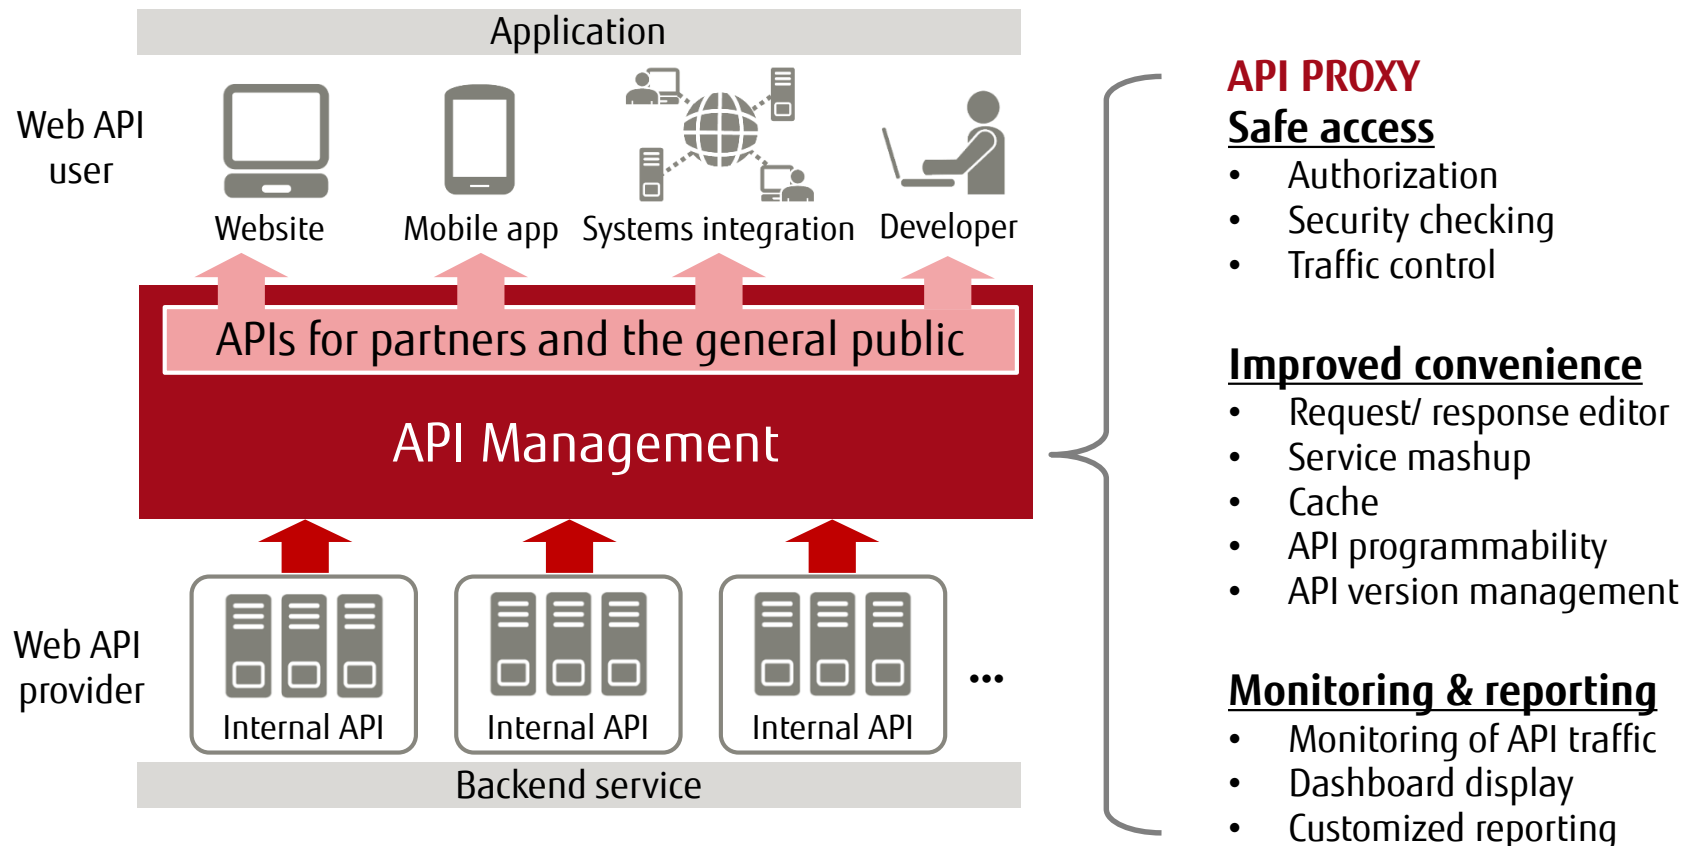 Application
Web API
user
Website
Mobile app
Systems integration
Developer
APIs for partners and the general public
API Management
Web API
provider
Internal API
Internal API
Internal API
...
Backend service
API PROXY
Safe access
• Authorization
• Security checking
• Traffic control
Improved convenience
• Request/ response editor
• Service mashup
• Cache
• API programmability
• API version management
Monitoring & reporting
• Monitoring of API traffic
• Dashboard display
• Customized reporting